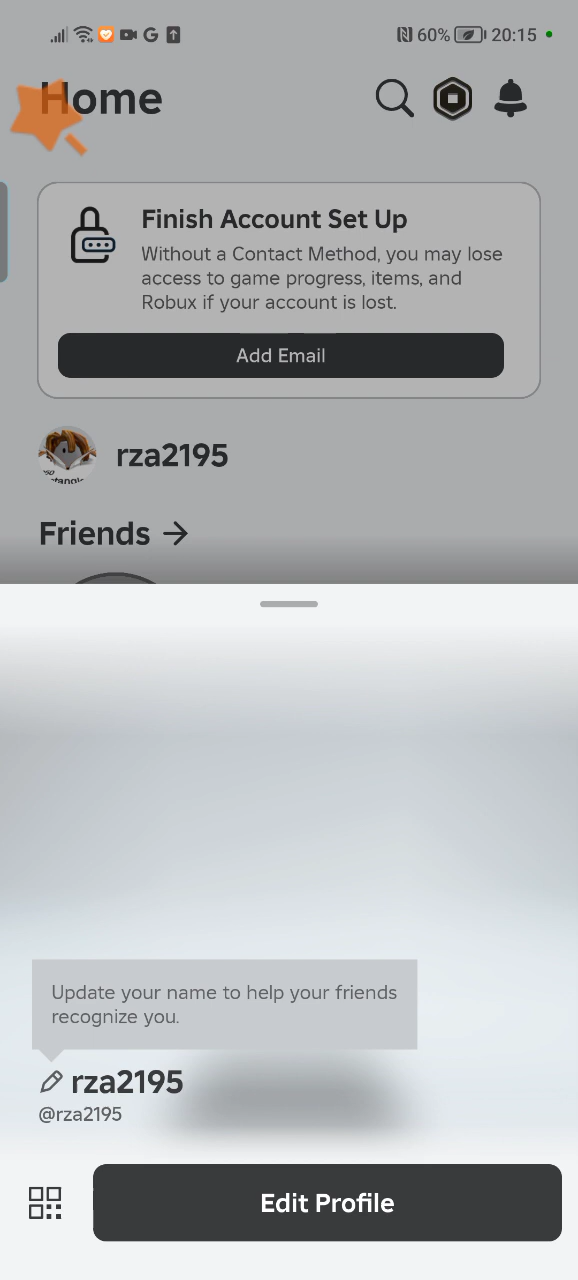 60% 20:15
Home
Finish Account Set Up
Without a Contact Method, you may lose
access to game progress, items, and
Robux if your account is lost.
Add Email
rza2195
Friends
Update your name to help your friends
recognize you.
rza2195
@rza2195
Edit Profile